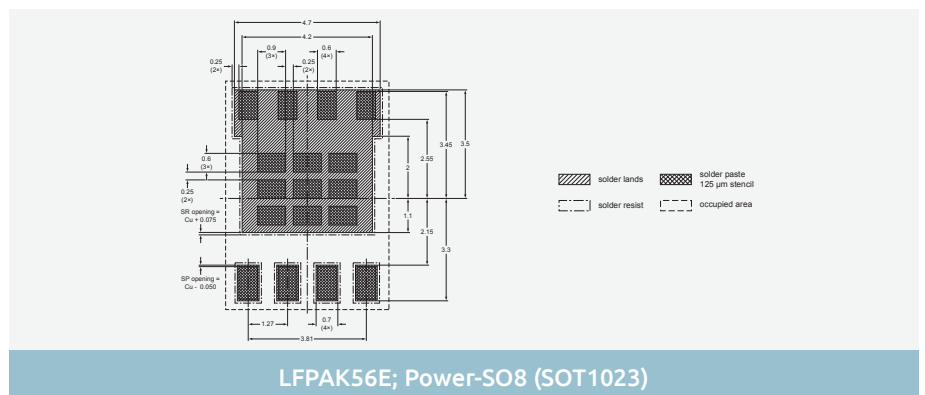 4.7
4.2
0.9
(3×)
0.6
(4×)
0.25
(2×)
0.25
(2×)
0.6
(3×)
0.25
(2×)
SR opening =
Cu + 0.075
SP opening =
Cu - 0.050
2
1.1
2.55
2.15
3.45
3.3
3.5
1.27
0.7
(4×)
3.81
solder lands
solder paste
125 µm stencil
solder resist
occupied area
LFPAK56E; Power-SO8 (SOT1023)